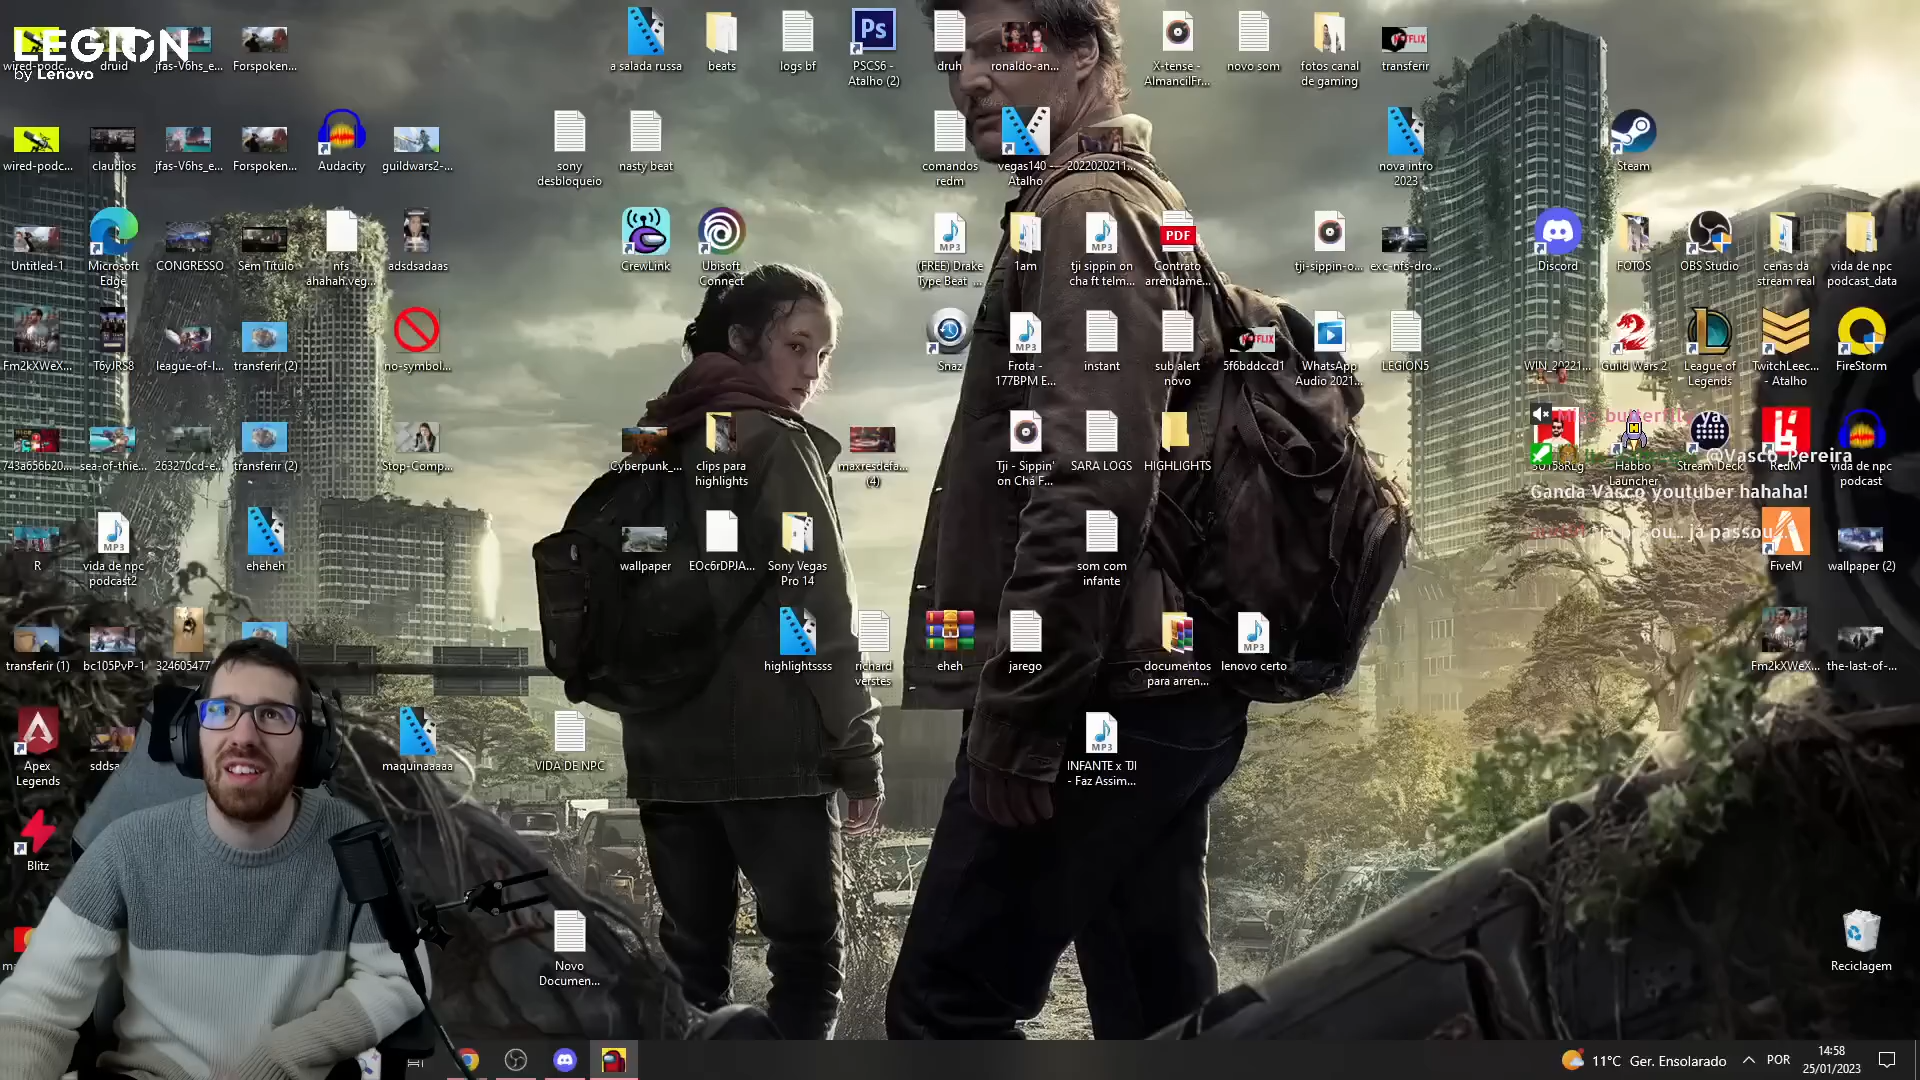 LEGION
by Lenovo
druid
jfas-V6hs_e...
Forspoken...
a salada russa
beats
logs bf
PSCS6 -
Atalho (2)
druh
ronaldo-an...
X-tense -
AlmancilFr...
novo som
fotos canal
de gaming
transferir
wired-podc...
claudios
jfas-V6hs_e...
Forspoken...
Audacity
guildwars2-...
sony
desbloqueio
nasty beat
comandos
redm
vegas140 -
Atalho
2022020211...
nova intro
2023
Steam
Untitled-1
Microsoft
Edge
CONGRESSO
Sem Título
nfs
ahahah.veg...
adsdsadaas
CrewLink
Ubisoft
Connect
(FREE) Drake
Type Beat ...
1am
tji sippin on
cha ft telm...
PDF
Contrato
arrendame...
tji-sippin-o...
exc-nfs-dro...
Discord
FOTOS
OBS Studio
cenas da
stream real
vida de npc
podcast_data
Fm2kXWeX...
T6yJRS8
league-of-l...
transferir (2)
no-symbol...
Snaz
Frota -
177BPM E...
instant
sub alert
novo
5f6bddccd1
WhatsApp
Audio 2021...
LEGION5
WIN_20221...
Guild Wars 2
League of
Legends
TwitchLeec...
- Atalho
FireStorm
743a656b20...
sea-of-thie...
263270cd-e...
transferir (2)
Stop-Comp...
Cyberpunk_...
clips para
highlights
maxresdefa...
(4)
Tji - Sippin'
on Chá F...
SARA LOGS
HIGHLIGHTS
Habbo
Launcher
Stream Deck
RedM
vida de npc
podcast
@Vasco_Pereira
Ganda Vasco youtuber hahaha!
já passou...
R
vida de npc
podcast2
eheheh
wallpaper
EOc6rDPJA...
Sony Vegas
Pro 14
som com
infante
FiveM
wallpaper (2)
transferir (1)
bc105PvP-1
324605477
highlightssss
richard
verstes
eheh
jarego
documentos
para arren...
lenovo certo
Fm2kXWeX...
the-last-of-...
Apex
Legends
maquinaaaaa
VIDA DE NPC
INFANTE x TJI
- Faz Assim...
Blitz
Novo
Documen...
Reciclagem
11°C Ger. Ensolarado
POR
14:58
25/01/2023